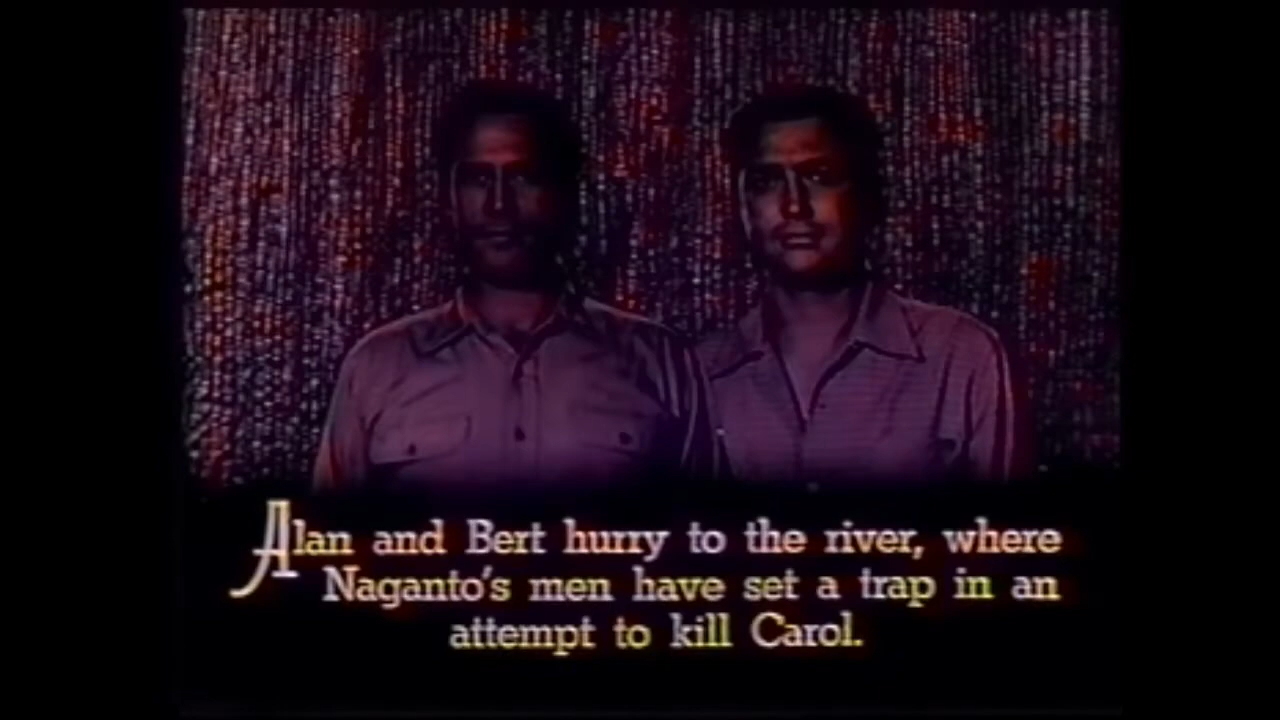 Alan and Bert hurry to the river, where
Naganto's men have set a trap in an
attempt to kill Carol.